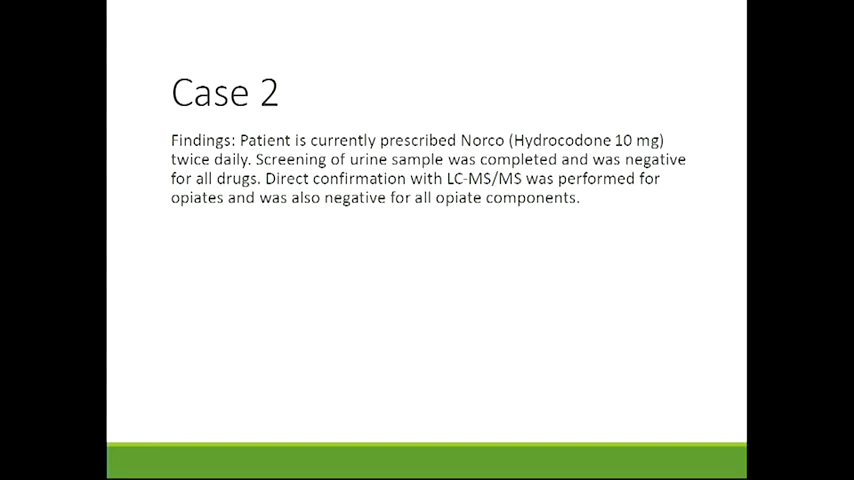 Case 2
Findings: Patient is currently prescribed Norco (Hydrocodone 10 mg)
twice daily. Screening of urine sample was completed and was negative
for all drugs. Direct confirmation with LC-MS/MS was performed for
opiates and was also negative for all opiate components.